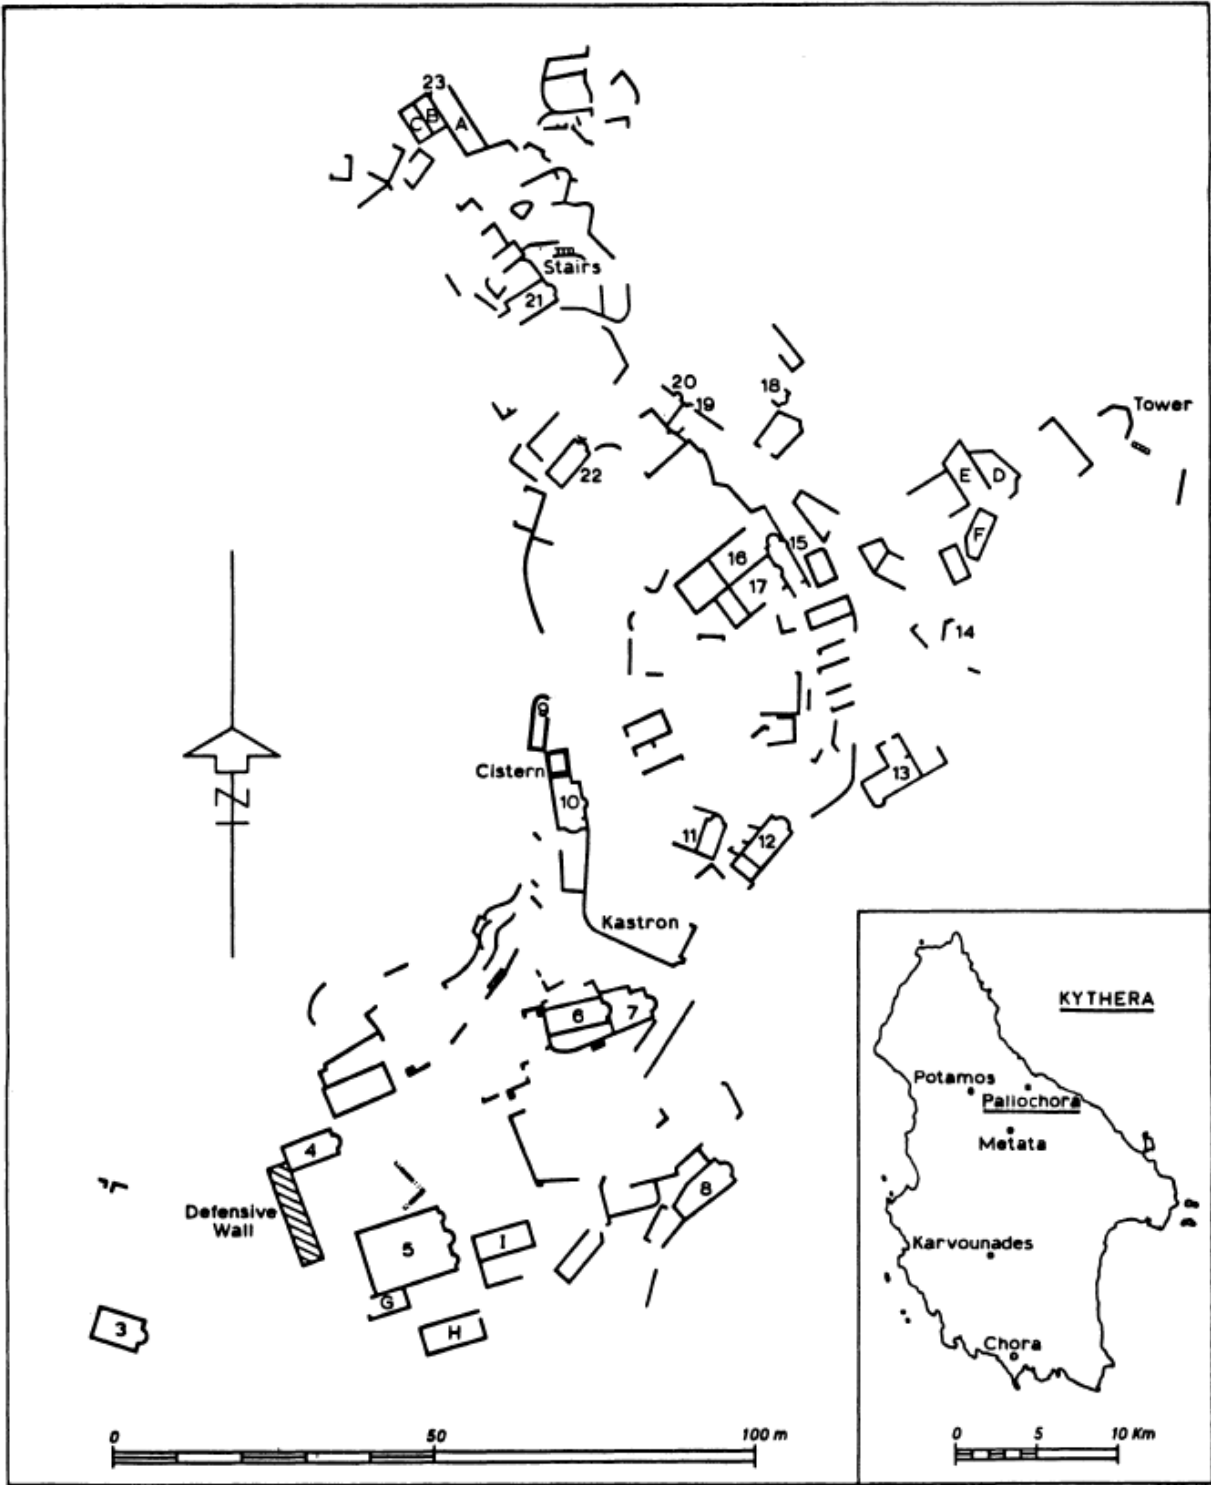 23
C B A
Stairs
21
20
19
18
Tower
22
E D
F
16
15
17
14
9
Cistern
10
13
11
12
Kastron
N
6
7
4
Defensive
Wall
5
I
8
G
H
3
0 50 100 m
KYTHERA
Potamos
Paliochora
Metata
Karvounades
Chora
0 5 10 Km